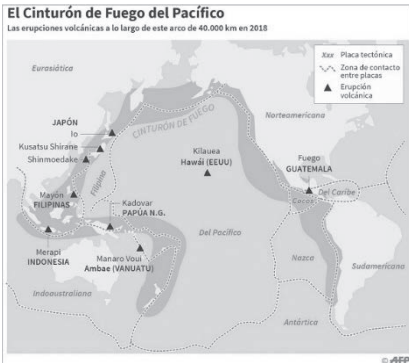 El Cinturón de Fuego del Pacífico
Las erupciones volcánicas a lo largo de este arco de 40.000 km en 2018
Xxx Placa tectónica
Zona de contacto
entre placas
Erupción
volcánica
Eurosiática
Norteamericana
JAPÓN
Io
Kusatsu Shirane
Shinmoedake
CINTURÓN DE FUEGO
Kilauea
Hawái (EEUU)
Fuego
GUATEMALA
Filipina
Mayón
FILIPINAS
Kadovar
PAPÚA N.G.
Cocos
Del Caribe
Merapi
INDONESIA
Manaro Voui
Ambae (VANUATU)
Del Pacífico
Nazca
Sudamericana
Indoaustraliana
Antártica
© AFP